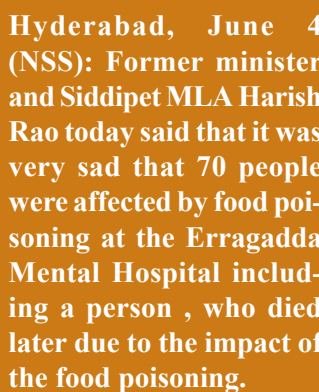 Hyderabad, June 4
(NSS): Former minister
and Siddipet MLA Harish
Rao today said that it was
very sad that 70 people
were affected by food poi-
soning at the Erragadda
Mental Hospital includ-
ing a person , who died
later due to the impact of
the food poisoning.